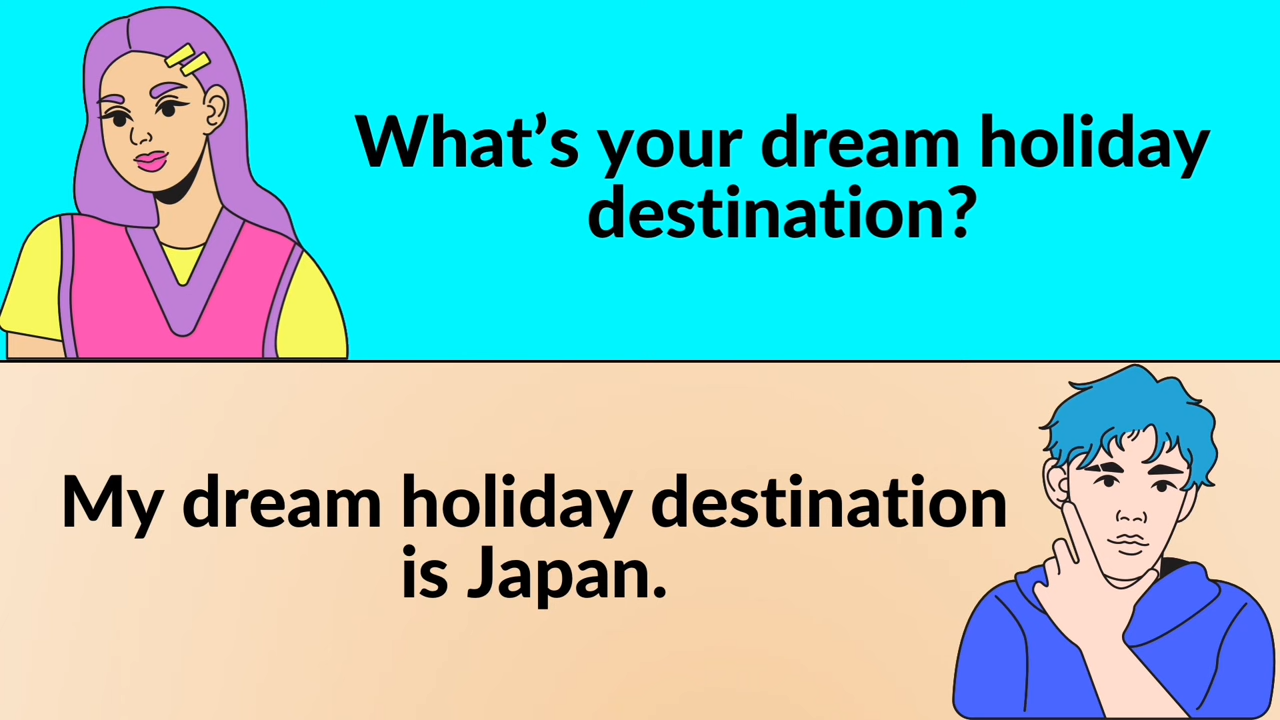 What’s your dream holiday
destination?
My dream holiday destination
is Japan.